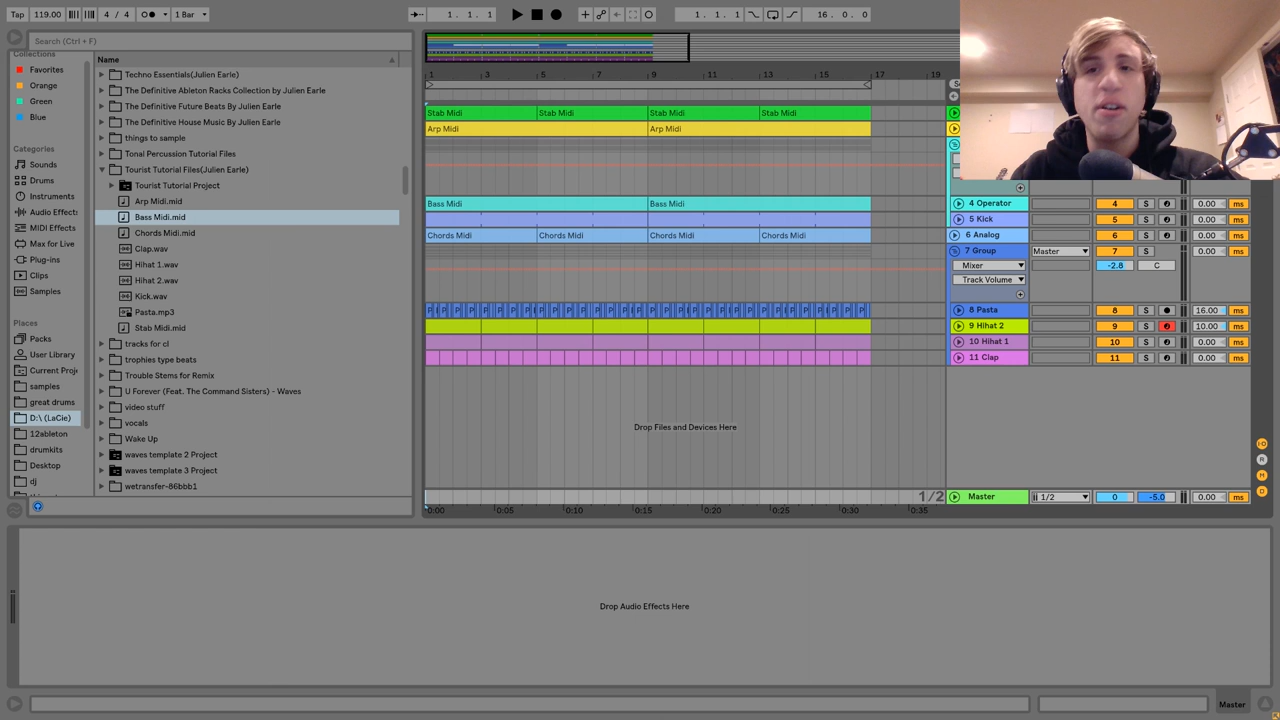 Tap 119.00 4 / 4 1 Bar 1. 1. 1 1. 1. 1 16. 0. 0
Search (Ctrl + F)
Collections
Favorites
Orange
Green
Blue
Categories
Sounds
Drums
Instruments
Audio Effects
MIDI Effects
Max for Live
Plug-ins
Clips
Samples
Places
Packs
User Library
Current Proje
samples
great drums
D:\ (LaCie)
12ableton
drumkits
Desktop
dj
Name
Techno Essentials(Julien Earle)
The Definitive Ableton Racks Collection by Julien Earle
The Definitive Future Beats By Julien Earle
The Definitive House Music By Julien Earle
things to sample
Tonal Percussion Tutorial Files
Tourist Tutorial Files(Julien Earle)
Tourist Tutorial Project
Arp Midi.mid
Bass Midi.mid
Chords Midi.mid
Clap.wav
Hihat 1.wav
Hihat 2.wav
Kick.wav
Pasta.mp3
Stab Midi.mid
tracks for cl
trophies type beats
Trouble Stems for Remix
U Forever (Feat. The Command Sisters) - Waves
video stuff
vocals
Wake Up
waves template 2 Project
waves template 3 Project
wetransfer-86bbb1
1 3 5 7 9 11 13 15 17 19
Stab Midi Stab Midi Stab Midi Stab Midi
Arp Midi Arp Midi
Bass Midi Bass Midi
Chords Midi Chords Midi Chords Midi Chords Midi
Drop Files and Devices Here
1/2
0:00 0:05 0:10 0:15 0:20 0:25 0:30 0:35
4 Operator 4 S 0.00 ms
5 Kick 5 S 0.00 ms
6 Analog 6 S 0.00 ms
7 Group Master 7 S
Mixer -2.8 C
Track Volume
8 Pasta 8 S 16.00 ms
9 Hihat 2 9 S 10.00 ms
10 Hihat 1 10 S 0.00 ms
11 Clap 11 S 0.00 ms
Master 1/2 0 -5.0 0.00 ms
Drop Audio Effects Here
Master